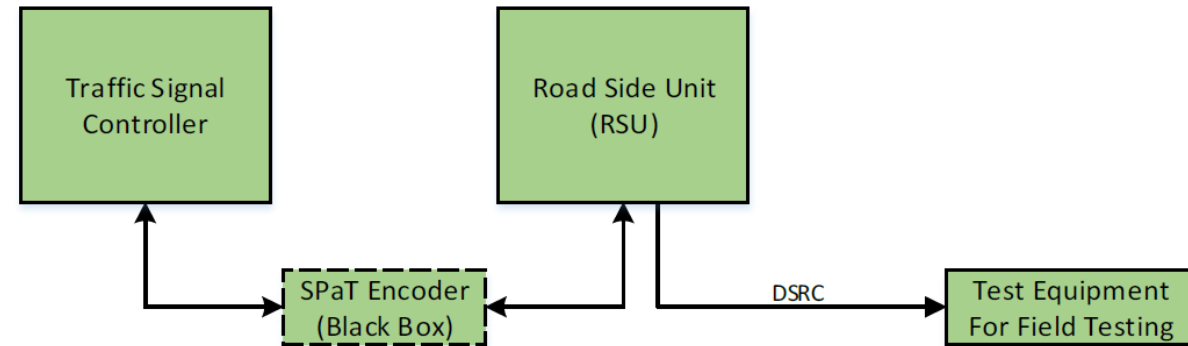 Traffic Signal
Controller
Road Side Unit
(RSU)
SPaT Encoder
(Black Box)
DSRC
Test Equipment
For Field Testing